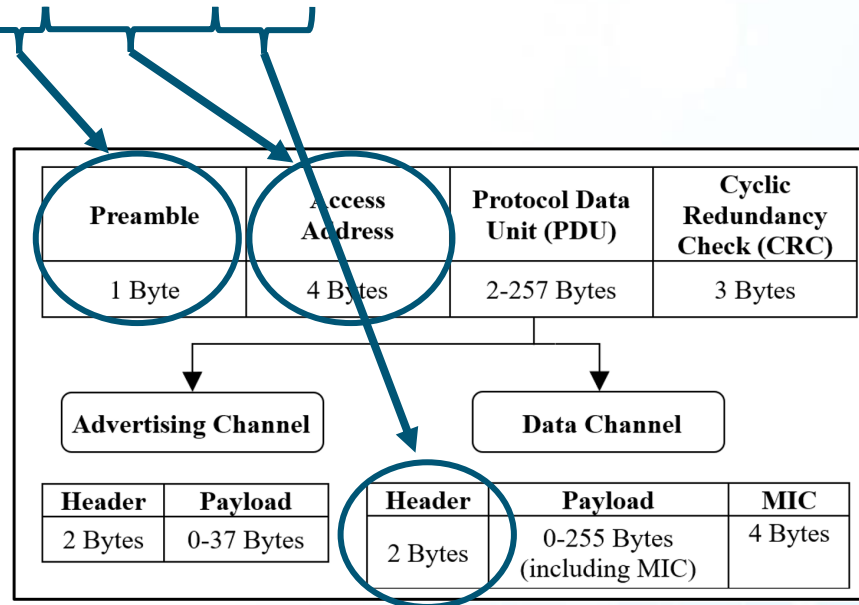 Preamble
Access
Address
Protocol Data
Unit (PDU)
Cyclic
Redundancy
Check (CRC)
1 Byte
4 Bytes
2-257 Bytes
3 Bytes
Advertising Channel
Data Channel
Header
Payload
2 Bytes
0-37 Bytes
Header
Payload
MIC
2 Bytes
0-255 Bytes
(including MIC)
4 Bytes